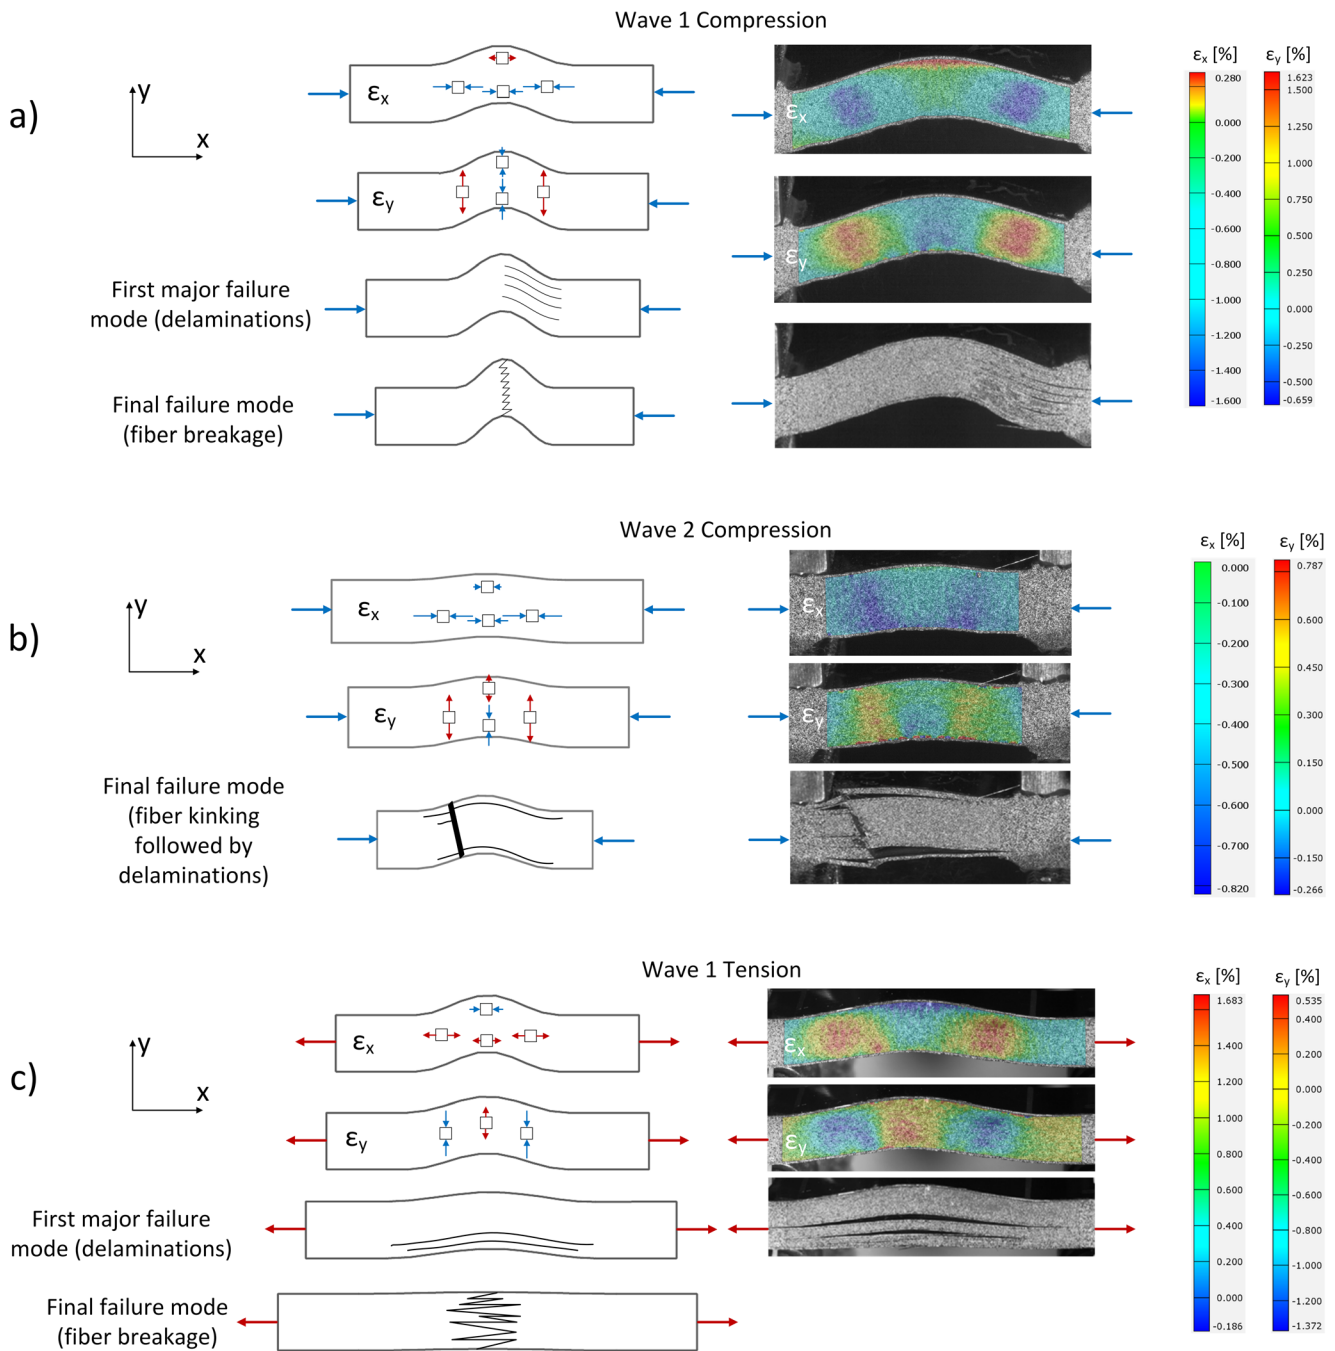 Wave 1 Compression
a)
y
x
εx
εy
First major failure
mode (delaminations)
Final failure mode
(fiber breakage)
εx
εy
εx [%]
0.280
0.000
-0.200
-0.400
-0.600
-0.800
-1.000
-1.200
-1.400
-1.600
εy [%]
1.623
1.500
1.250
1.000
0.750
0.500
0.250
0.000
-0.250
-0.500
-0.659
Wave 2 Compression
b)
y
x
εx
εy
Final failure mode
(fiber kinking
followed by
delaminations)
εx
εy
εx [%]
0.000
-0.100
-0.200
-0.300
-0.400
-0.500
-0.600
-0.700
-0.820
εy [%]
0.787
0.600
0.450
0.300
0.150
0.000
-0.150
-0.266
Wave 1 Tension
c)
y
x
εx
εy
First major failure
mode (delaminations)
Final failure mode
(fiber breakage)
εx
εy
εx [%]
1.683
1.400
1.200
1.000
0.800
0.600
0.400
0.200
0.000
-0.186
εy [%]
0.535
0.400
0.200
0.000
-0.200
-0.400
-0.600
-0.800
-1.000
-1.200
-1.372